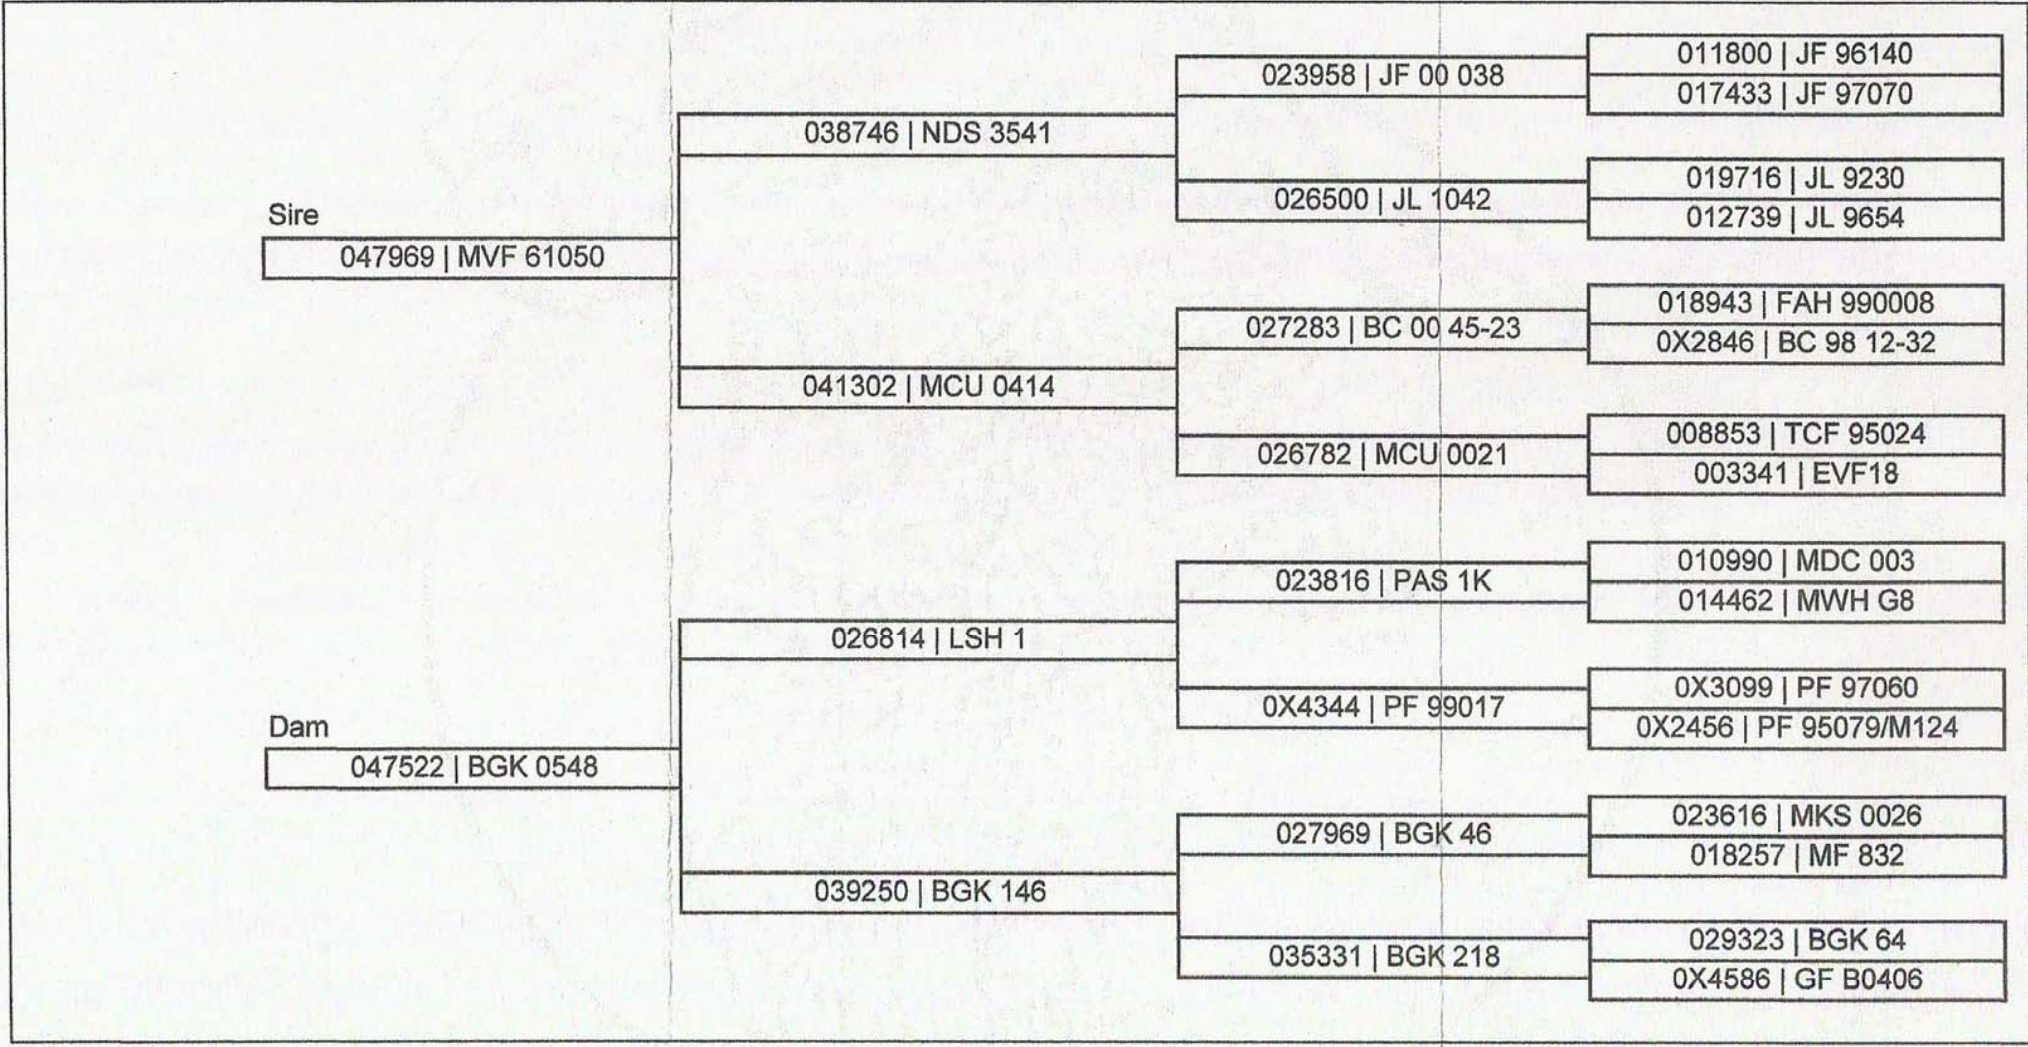 011800 | JF 96140
023958 | JF 00 038
017433 | JF 97070
038746 | NDS 3541
019716 | JL 9230
026500 | JL 1042
012739 | JL 9654
Sire
047969 | MVF 61050
018943 | FAH 990008
027283 | BC 00 45-23
0X2846 | BC 98 12-32
041302 | MCU 0414
008853 | TCF 95024
026782 | MCU 0021
003341 | EVF18
010990 | MDC 003
023816 | PAS 1K
014462 | MWH G8
026814 | LSH 1
0X3099 | PF 97060
0X4344 | PF 99017
0X2456 | PF 95079/M124
Dam
047522 | BGK 0548
023616 | MKS 0026
027969 | BGK 46
018257 | MF 832
039250 | BGK 146
029323 | BGK 64
035331 | BGK 218
0X4586 | GF B0406